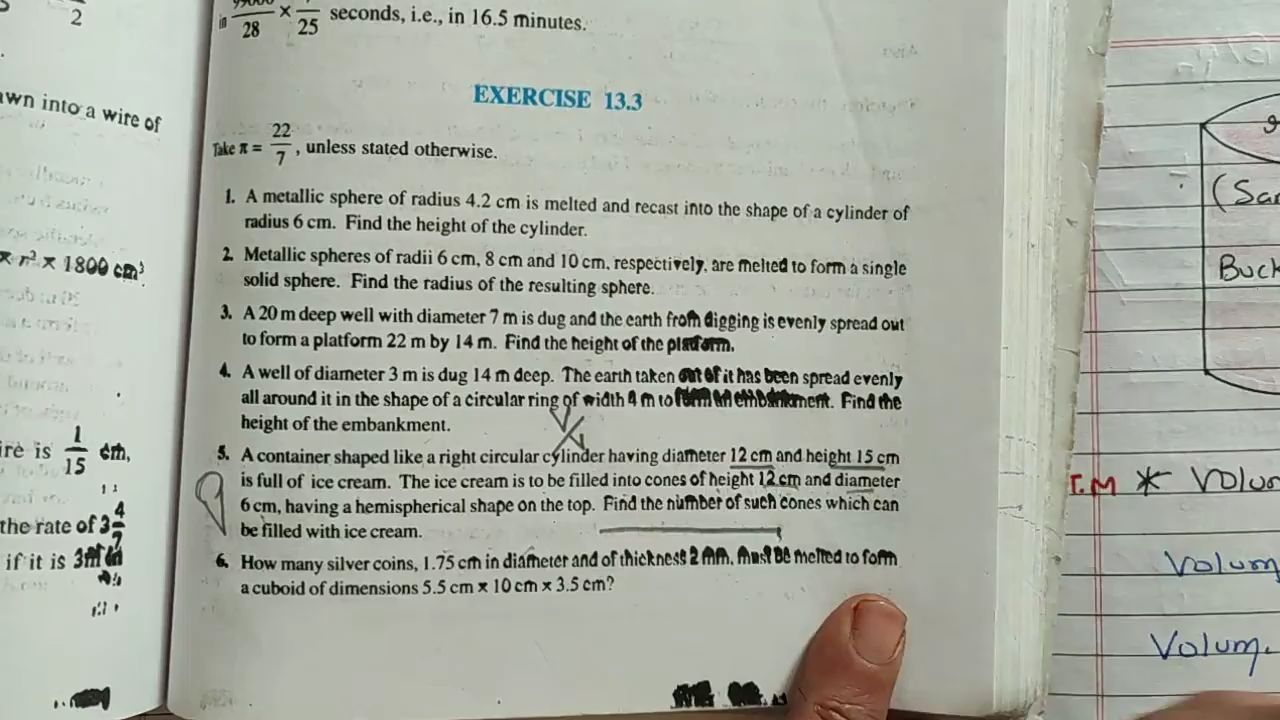 2
28 × 25 seconds, i.e., in 16.5 minutes.
awn into a wire of
EXERCISE 13.3
Take π = 22/7, unless stated otherwise.
1. A metallic sphere of radius 4.2 cm is melted and recast into the shape of a cylinder of
radius 6 cm. Find the height of the cylinder.
2. Metallic spheres of radii 6 cm, 8 cm and 10 cm, respectively, are melted to form a single
solid sphere. Find the radius of the resulting sphere.
3. A 20 m deep well with diameter 7 m is dug and the earth from digging is evenly spread out
to form a platform 22 m by 14 m. Find the height of the platform.
4. A well of diameter 3 m is dug 14 m deep. The earth taken out of it has been spread evenly
all around it in the shape of a circular ring of width 4 m to form an embankment. Find the
height of the embankment.
5. A container shaped like a right circular cylinder having diameter 12 cm and height 15 cm
is full of ice cream. The ice cream is to be filled into cones of height 12 cm and diameter
6 cm, having a hemispherical shape on the top. Find the number of such cones which can
be filled with ice cream.
6. How many silver coins, 1.75 cm in diameter and of thickness 2 mm, must be melted to form
a cuboid of dimensions 5.5 cm × 10 cm × 3.5 cm?
× r² × 1800 cm³
ire is 1/15 cm,
the rate of 3 4/7
if it is 3m
(Sa
Buck
T.M * Volum
Volum
Volum